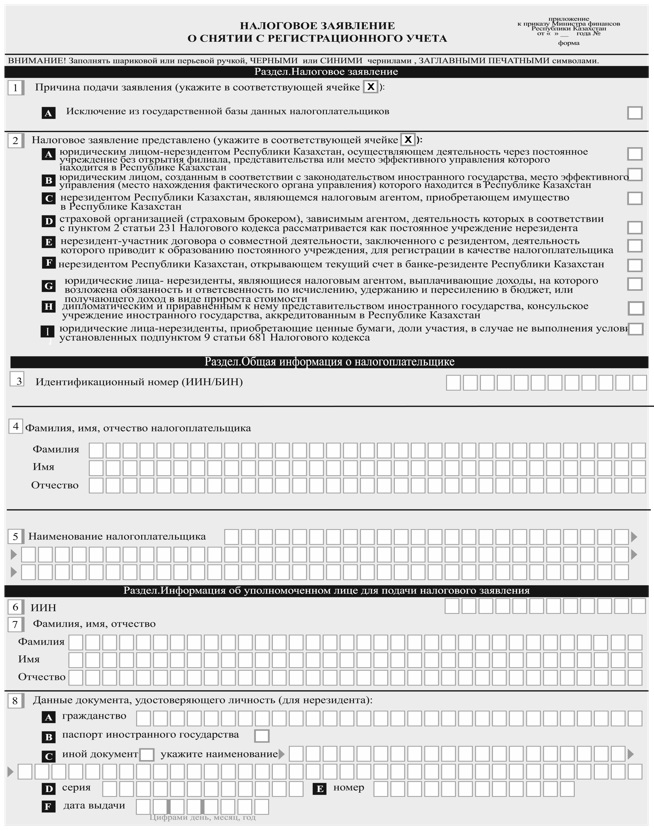 НАЛОГОВОЕ ЗАЯВЛЕНИЕ
О СНЯТИИ С РЕГИСТРАЦИОННОГО УЧЕТА
приложение
к приказу Министра финансов
Республики Казахстан
от « » __ года №
форма
ВНИМАНИЕ! Заполнять шариковой или перьевой ручкой, ЧЕРНЫМИ или СИНИМИ чернилами , ЗАГЛАВНЫМИ ПЕЧАТНЫМИ символами.
Раздел.Налоговое заявление
1 Причина подачи заявления (укажите в соответствующей ячейке X ):
A Исключение из государственной базы данных налогоплательщиков
2 Налоговое заявление представлено (укажите в соответствующей ячейке X ):
A юридическим лицом-нерезидентом Республики Казахстан, осуществляющем деятельность через постоянное
учреждение без открытия филиала, представительства или место эффективного управления которого
находится в Республике Казахстан
B юридическим лицом, созданным в соответствии с законодательством иностранного государства, место эффективного
управления (место нахождения фактического органа управления) которого находится в Республике Казахстан
C нерезидентом Республики Казахстан, являющемся налоговым агентом, приобретающем имущество
в Республике Казахстан
D страховой организацией (страховым брокером), зависимым агентом, деятельность которых в соответствии
с пунктом 2 статьи 231 Налогового кодекса рассматривается как постоянное учреждение нерезидента
E нерезидент-участник договора о совместной деятельности, заключенного с резидентом, деятельность
которого приводит к образованию постоянного учреждения, для регистрации в качестве налогоплательщика
F нерезидентом Республики Казахстан, открывающем текущий счет в банке-резиденте Республики Казахстан
G юридические лица- нерезиденты, являющиеся налоговым агентом, выплачивающие доходы, на которого
возложена обязанность и ответственность по исчислению, удержанию и перечислению в бюджет, или
получающего доход в виде прироста стоимости
H дипломатическим и приравненным к нему представительством иностранного государства, консульское
учреждение иностранного государства, аккредитованным в Республике Казахстан
I юридические лица-нерезиденты, приобретающие ценные бумаги, доли участия, в случае не выполнения услови
установленных подпунктом 9 статьи 681 Налогового кодекса
Раздел.Общая информация о налогоплательщике
3 Идентификационный номер (ИИН/БИН)
4 Фамилия, имя, отчество налогоплательщика
Фамилия
Имя
Отчество
5 Наименование налогоплательщика
Раздел.Информация об уполномоченном лице для подачи налогового заявления
6 ИИН
7 Фамилия, имя, отчество
Фамилия
Имя
Отчество
8 Данные документа, удостоверяющего личность (для нерезидента):
A гражданство
B паспорт иностранного государства
C иной документ укажите наименование
D серия E номер
F дата выдачи
Цифрами день, месяц, год